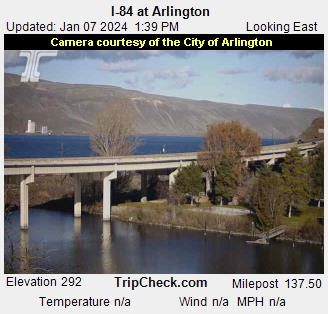 I-84 at Arlington
Updated: Jan 07 2024 1:39 PM Looking East
Camera courtesy of the City of Arlington
Elevation 292 TripCheck.com Milepost 137.50
Temperature n/a Wind n/a MPH n/a